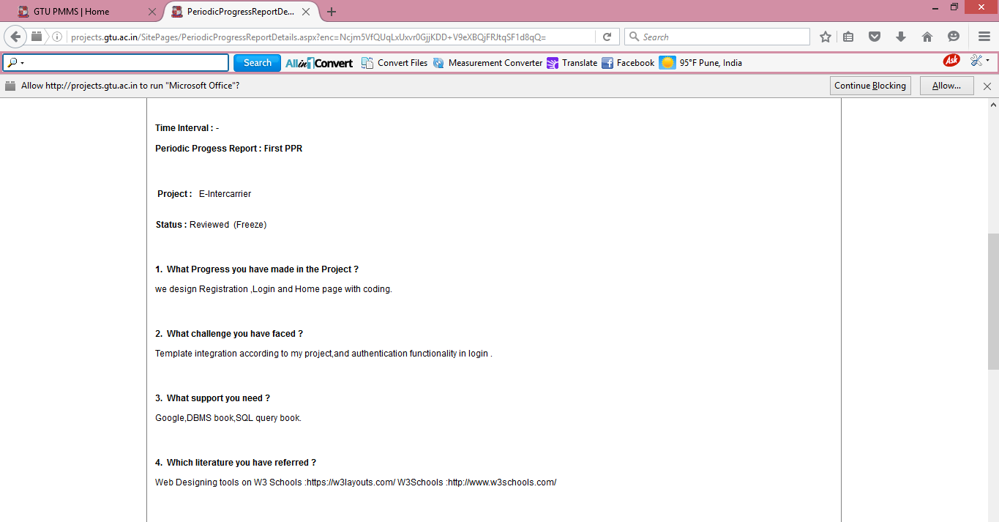 GTU PMMS | Home
PeriodicProgressReportDe...
projects.gtu.ac.in/SitePages/PeriodicProgressReportDetails.aspx?enc=Ncjm5VfQUqLxUxvr0GjjKDD+V9eXBQjFRJtqSF1d8qQ=
Search
Search
All in 1 Convert
Convert Files
Measurement Converter
Translate
Facebook
95°F Pune, India
Ask
Allow http://projects.gtu.ac.in to run "Microsoft Office"?
Continue Blocking
Allow...
Time Interval : -
Periodic Progess Report : First PPR
Project : E-Intercarrier
Status : Reviewed (Freeze)
1. What Progress you have made in the Project ?
we design Registration ,Login and Home page with coding.
2. What challenge you have faced ?
Template integration according to my project,and authentication functionality in login .
3. What support you need ?
Google,DBMS book,SQL query book.
4. Which literature you have referred ?
Web Designing tools on W3 Schools :https://w3layouts.com/ W3Schools :http://www.w3schools.com/